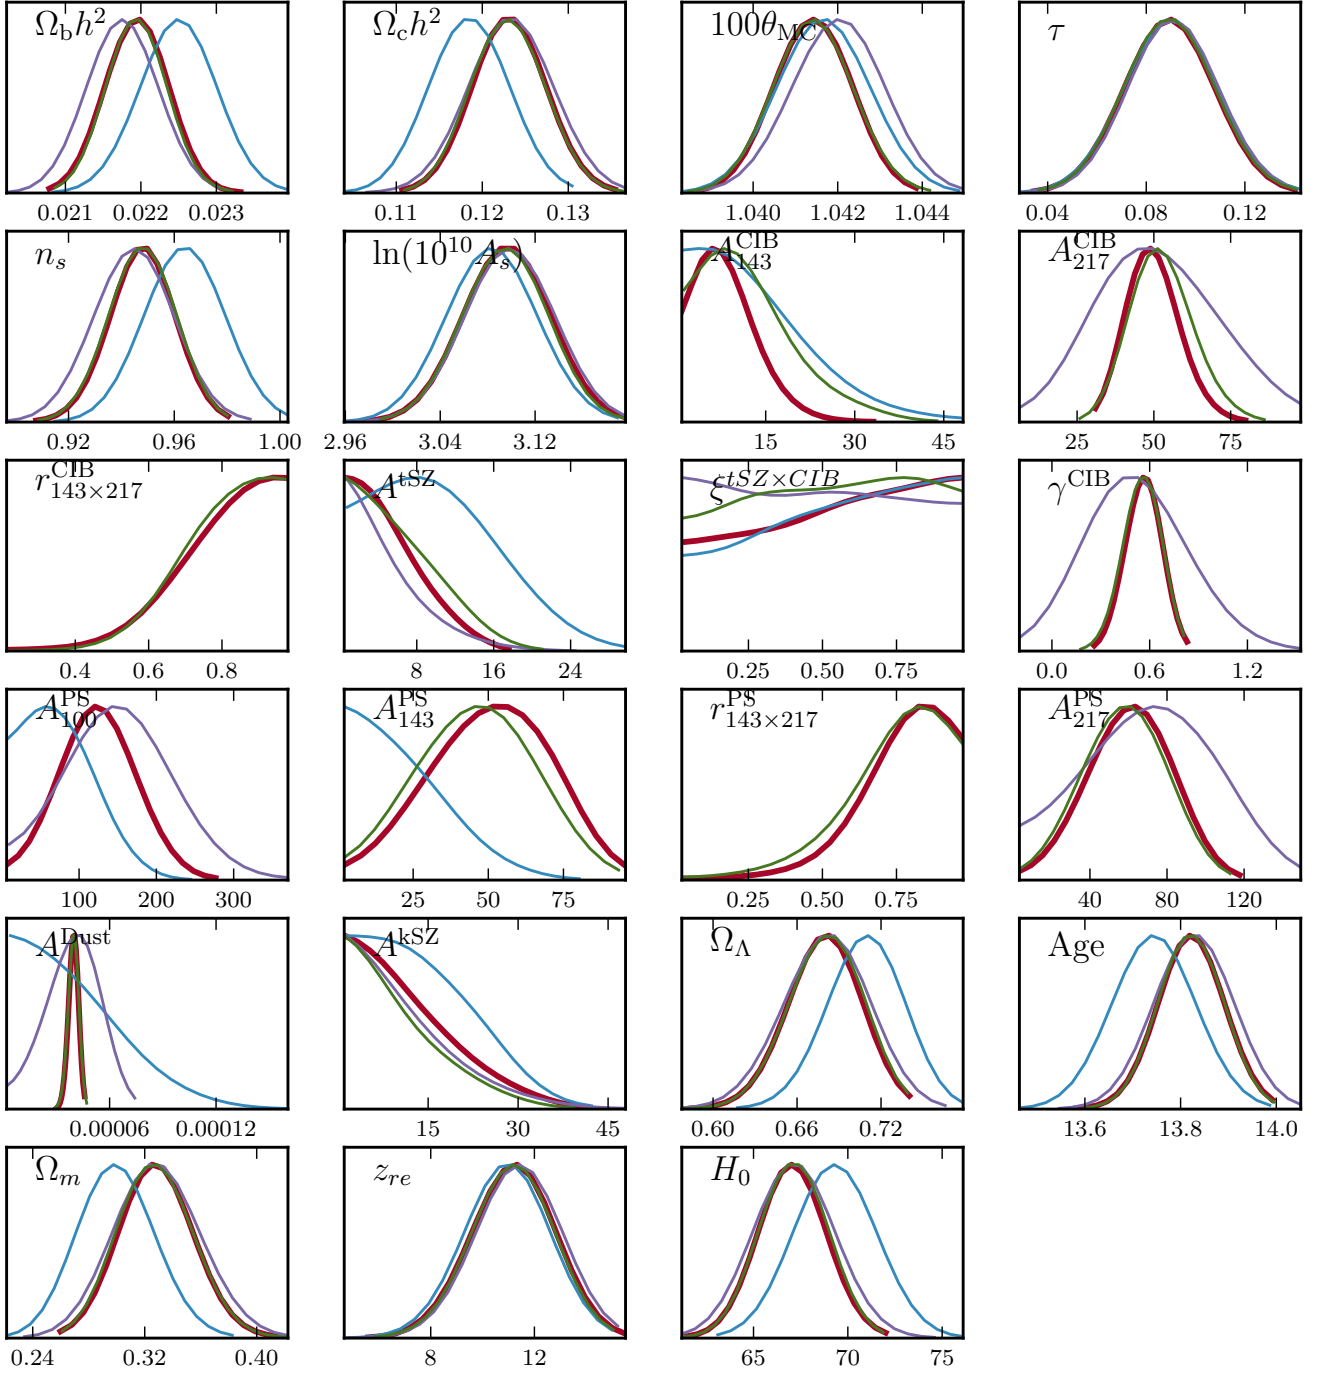 Ω_b h² Ω_c h² 100θ_MC τ
0.021 0.022 0.023 0.11 0.12 0.13 1.040 1.042 1.044 0.04 0.08 0.12
n_s ln(10¹⁰ A_s) A^CIB_143 A^CIB_217
0.92 0.96 1.00 2.96 3.04 3.12 15 30 45 25 50 75
r^CIB_143×217 A^tSZ ζ^tSZ×CIB γ^CIB
0.4 0.6 0.8 8 16 24 0.25 0.50 0.75 0.0 0.6 1.2
A^PS_100 A^PS_143 r^PS_143×217 A^PS_217
100 200 300 25 50 75 0.25 0.50 0.75 40 80 120
A^Dust A^kSZ Ω_Λ Age
0.00006 0.00012 15 30 45 0.60 0.66 0.72 13.6 13.8 14.0
Ω_m z_re H_0
0.24 0.32 0.40 8 12 65 70 75